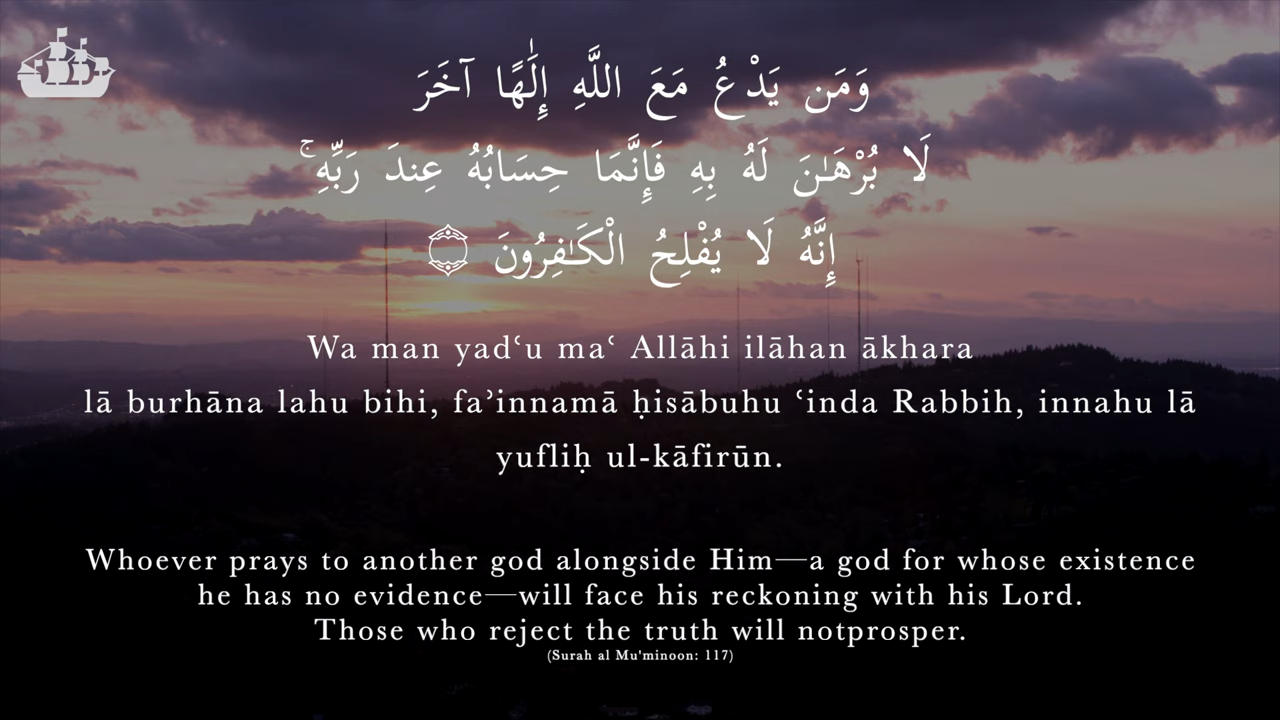 وَمَن يَدْعُ مَعَ اللَّهِ إِلَٰهًا آخَرَ
لَا بُرْهَـٰنَ لَهُ بِهِ فَإِنَّمَا حِسَابُهُ عِندَ رَبِّهِ ۚ
إِنَّهُ لَا يُفْلِحُ الْكَـٰفِرُونَ ۝
Wa man yadʿu maʿ Allāhi ilāhan ākhara
lā burhāna lahu bihi, fa’innamā ḥisābuhu ʿinda Rabbih, innahu lā
yufliḥ ul-kāfirūn.
Whoever prays to another god alongside Him—a god for whose existence
he has no evidence—will face his reckoning with his Lord.
Those who reject the truth will notprosper.
(Surah al Mu'minoon: 117)